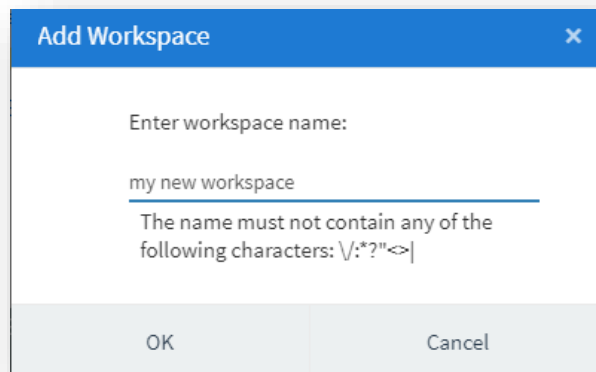 Add Workspace
Enter workspace name:
my new workspace
The name must not contain any of the
following characters: \/:*?"<>|
OK
Cancel